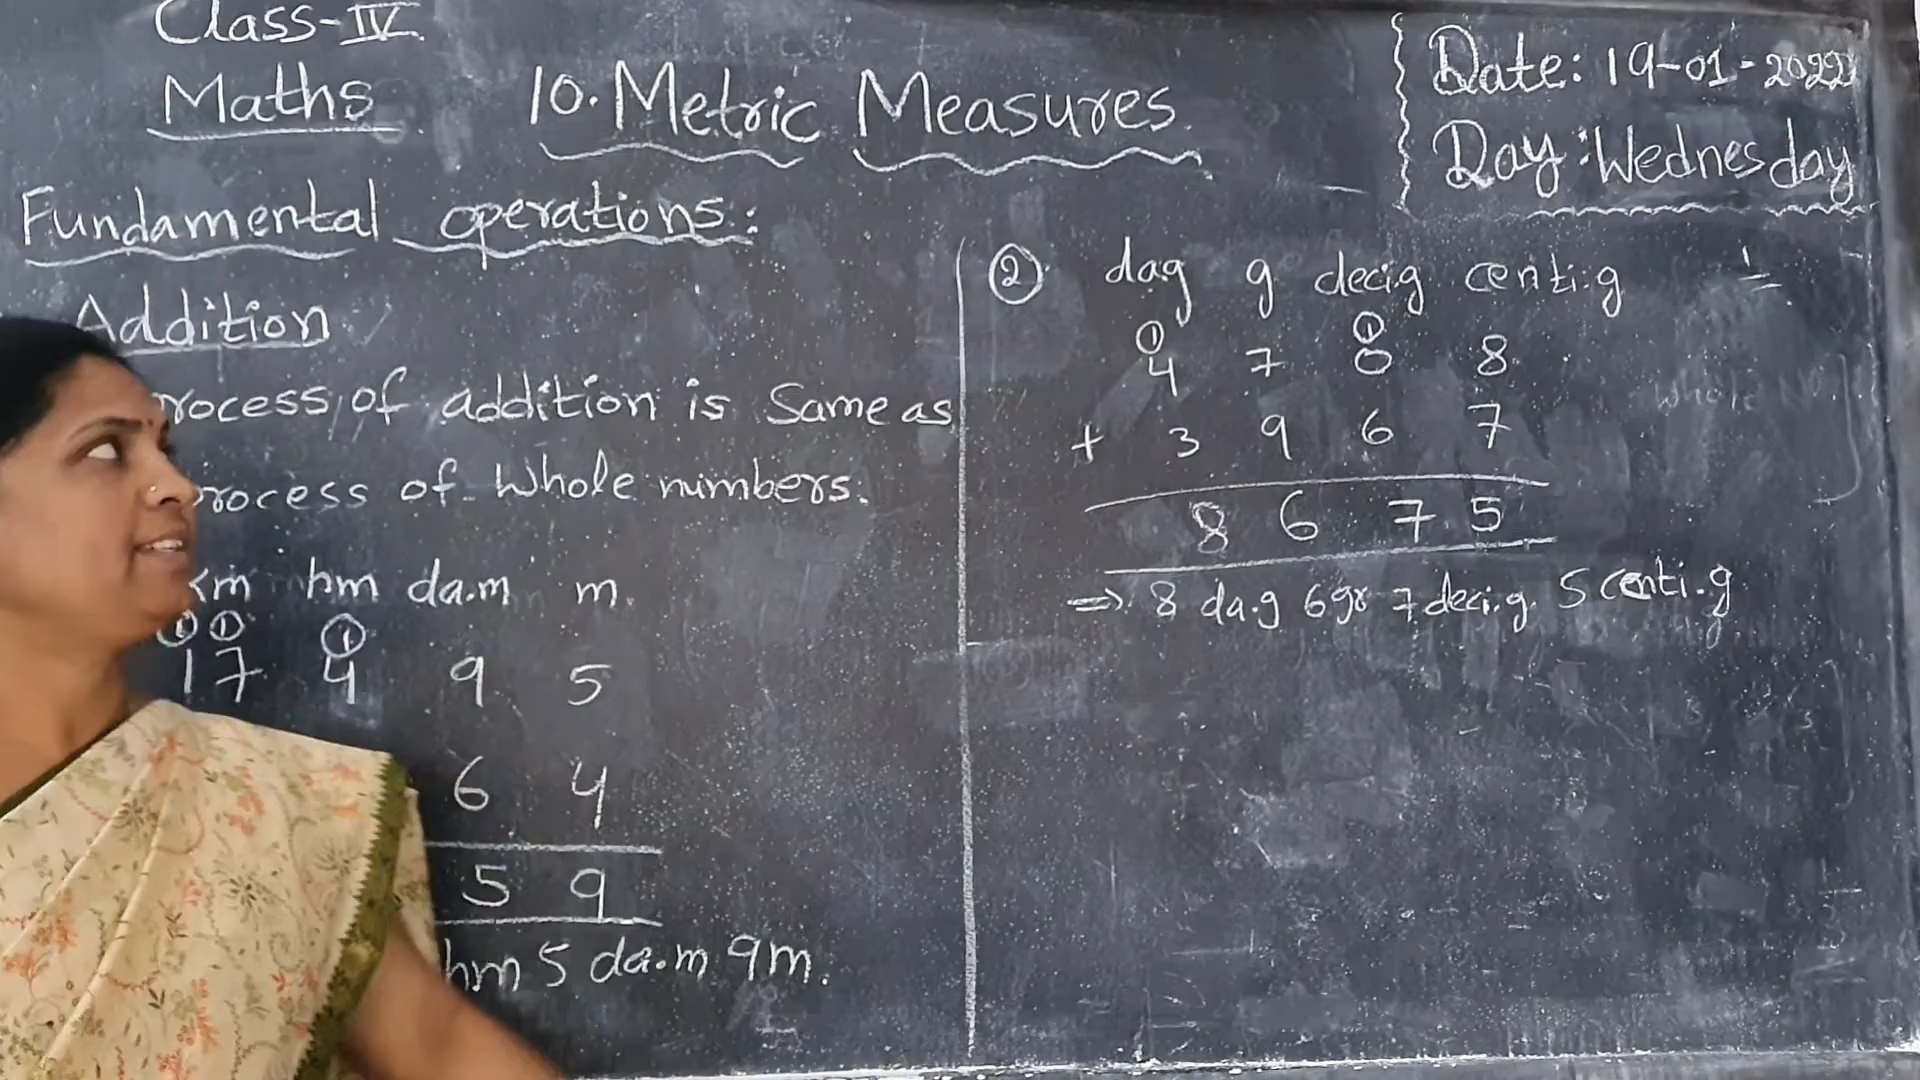 Class-IV
Maths
10. Metric Measures
Date: 19-01-2022
Day: Wednesday
Fundamental operations:
Addition
rocess of addition is Same as
rocess of Whole numbers.
km hm da.m m.
① ① ①
17 4 9 5
6 4
5 9
hm 5 da.m 9m.
② dag g decig centi.g
① ①
4 7 0 8
+ 3 9 6 7
8 6 7 5
⇒ 8 da.g 6gr 7 deci.g. 5 centi.g